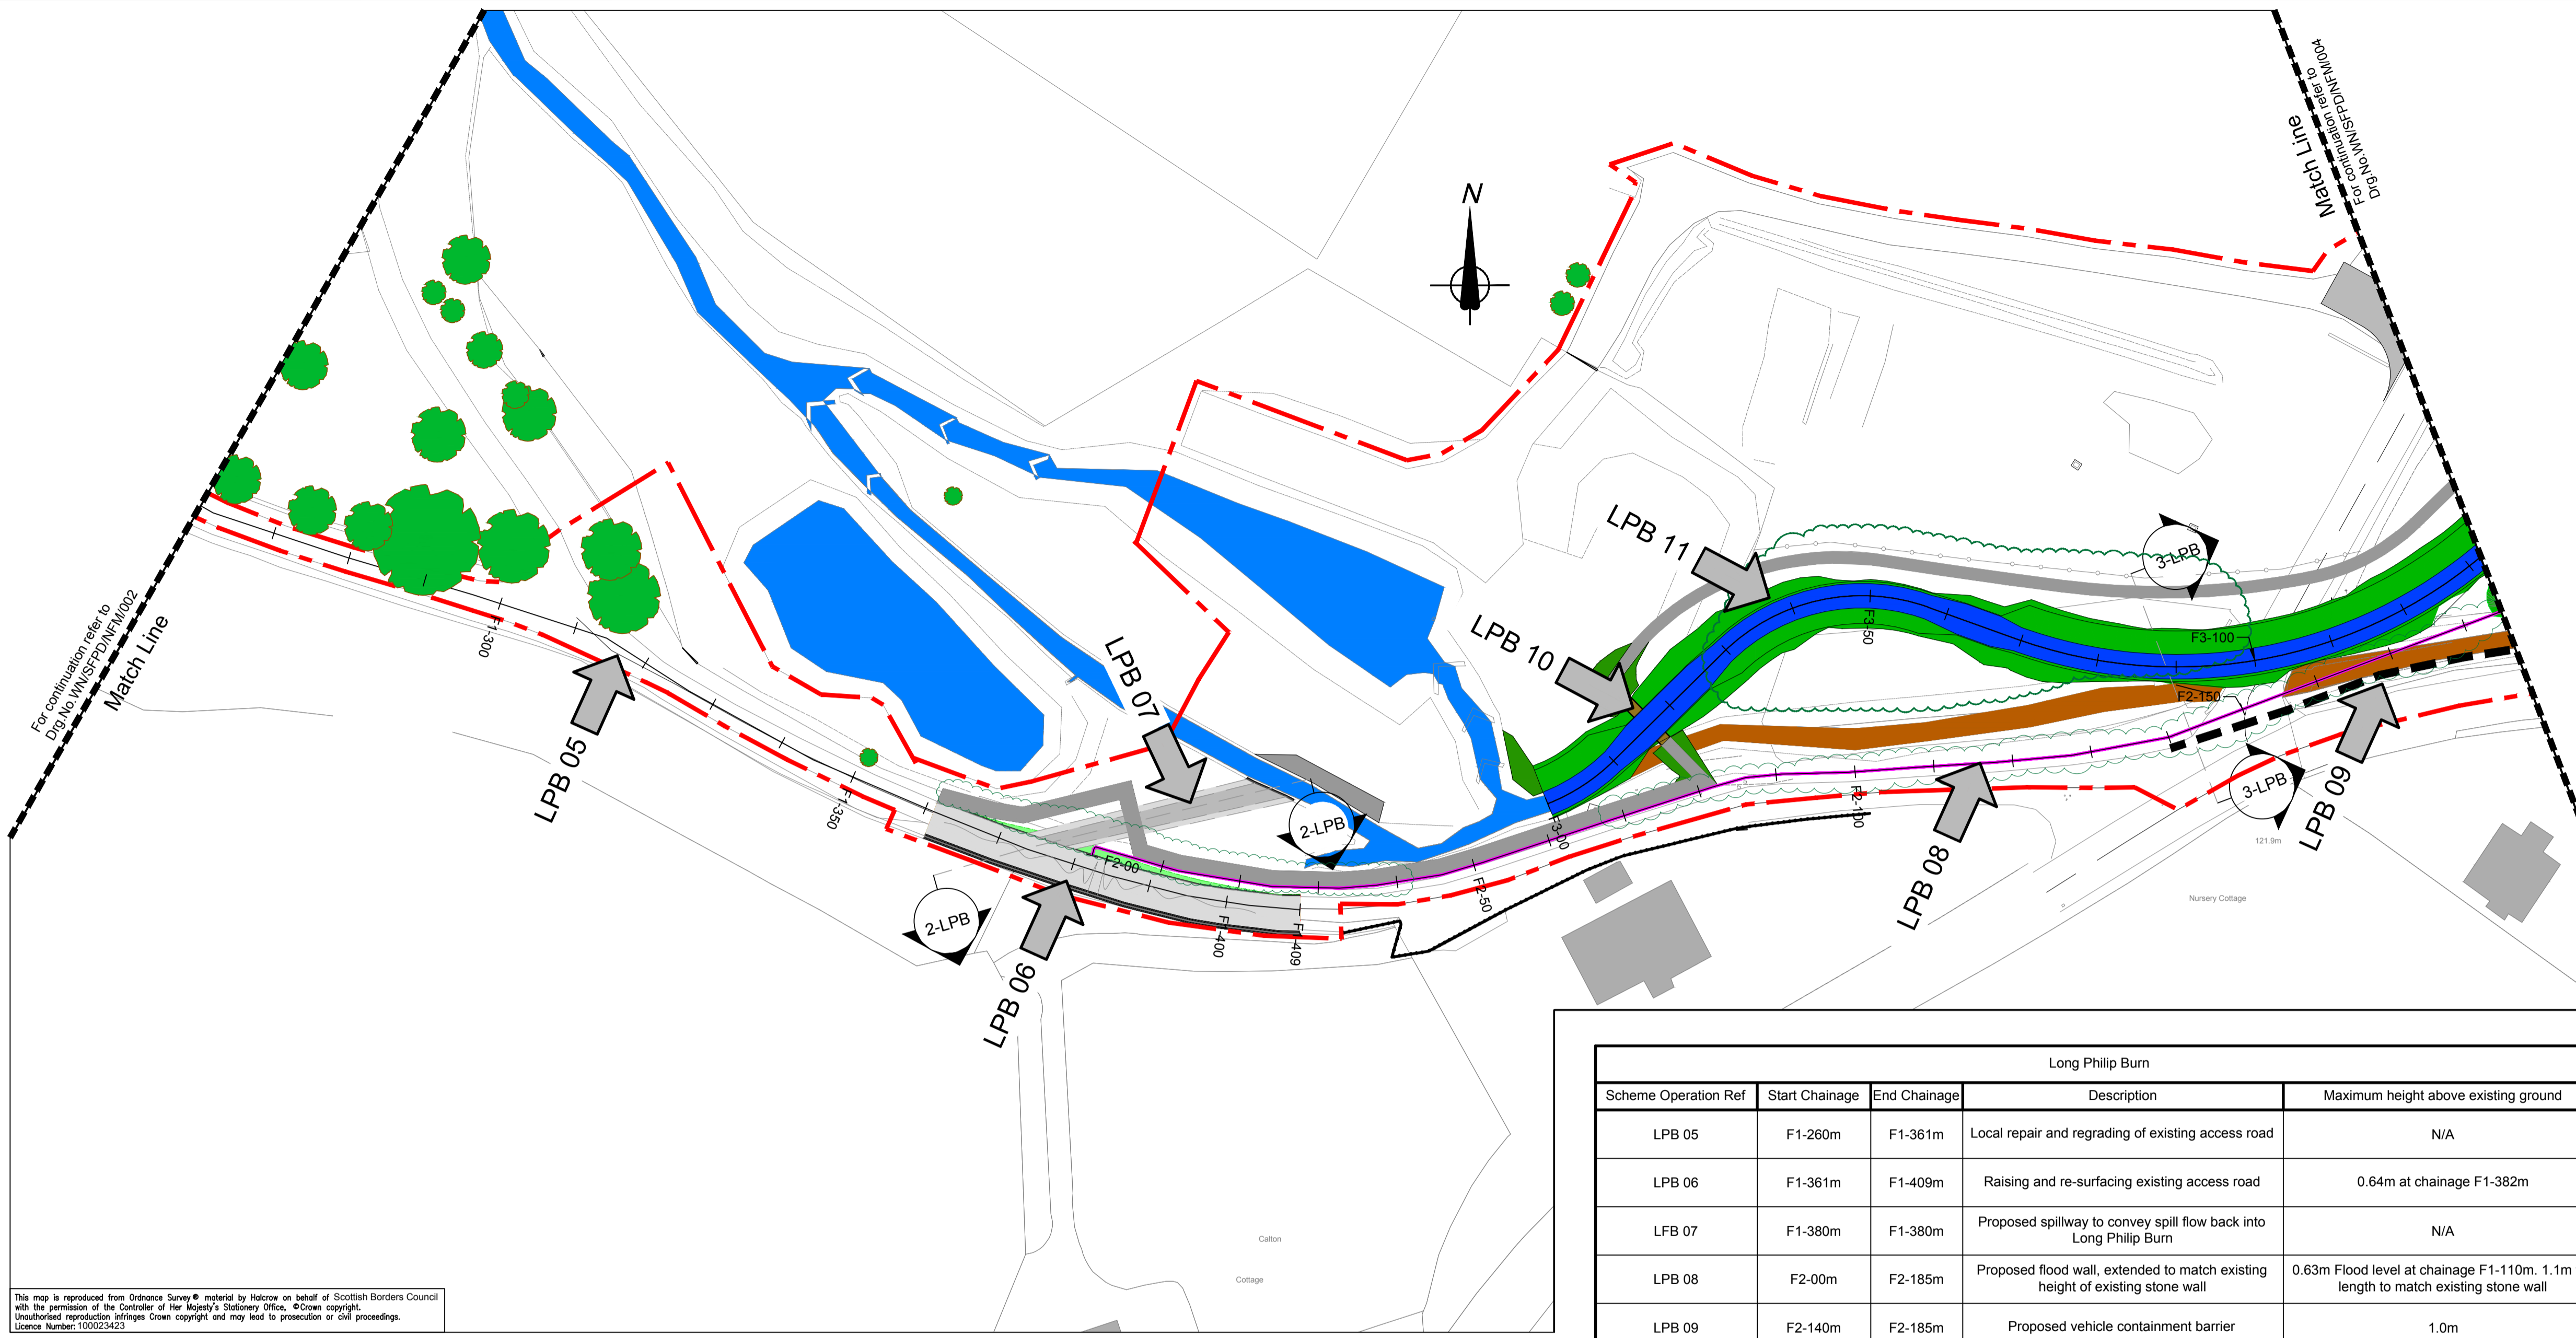 N
Match Line
For continuation refer to
Drg.No.WN/SFPD/NFM/004
For continuation refer to
Drg.No. WN/SFPD/NFM/002
Match Line
LPB 11
3-LPB
LPB 10
F3-50
F3-100
F2-150
F1-300
LPB 07
LPB 05
F1-350
2-LPB
F3-00
F2-100
3-LPB
LPB 09
121.9m
LPB 08
F2-00
F2-50
Nursery Cottage
2-LPB
F1-400
F1-409
LPB 06
Calton
Cottage
Long Philip Burn
Scheme Operation Ref Start Chainage End Chainage Description Maximum height above existing ground
LPB 05 F1-260m F1-361m Local repair and regrading of existing access road N/A
LPB 06 F1-361m F1-409m Raising and re-surfacing existing access road 0.64m at chainage F1-382m
LFB 07 F1-380m F1-380m Proposed spillway to convey spill flow back into N/A
Long Philip Burn
LPB 08 F2-00m F2-185m Proposed flood wall, extended to match existing 0.63m Flood level at chainage F1-110m. 1.1m
height of existing stone wall length to match existing stone wall
LPB 09 F2-140m F2-185m Proposed vehicle containment barrier 1.0m
This map is reproduced from Ordnance Survey® material by Halcrow on behalf of Scottish Borders Council
with the permission of the Controller of Her Majesty's Stationery Office, ©Crown copyright.
Unauthorised reproduction infringes Crown copyright and may lead to prosecution or civil proceedings.
Licence Number: 100023423